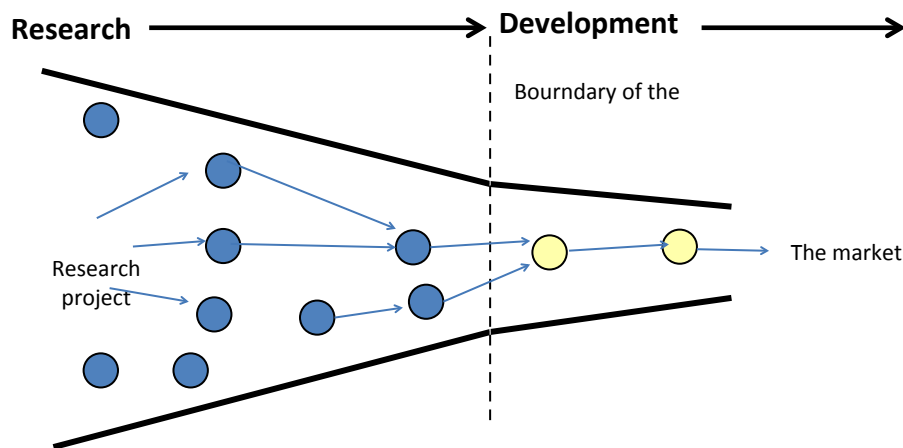 Research
Development
Bourndary of the
Research
project
The market